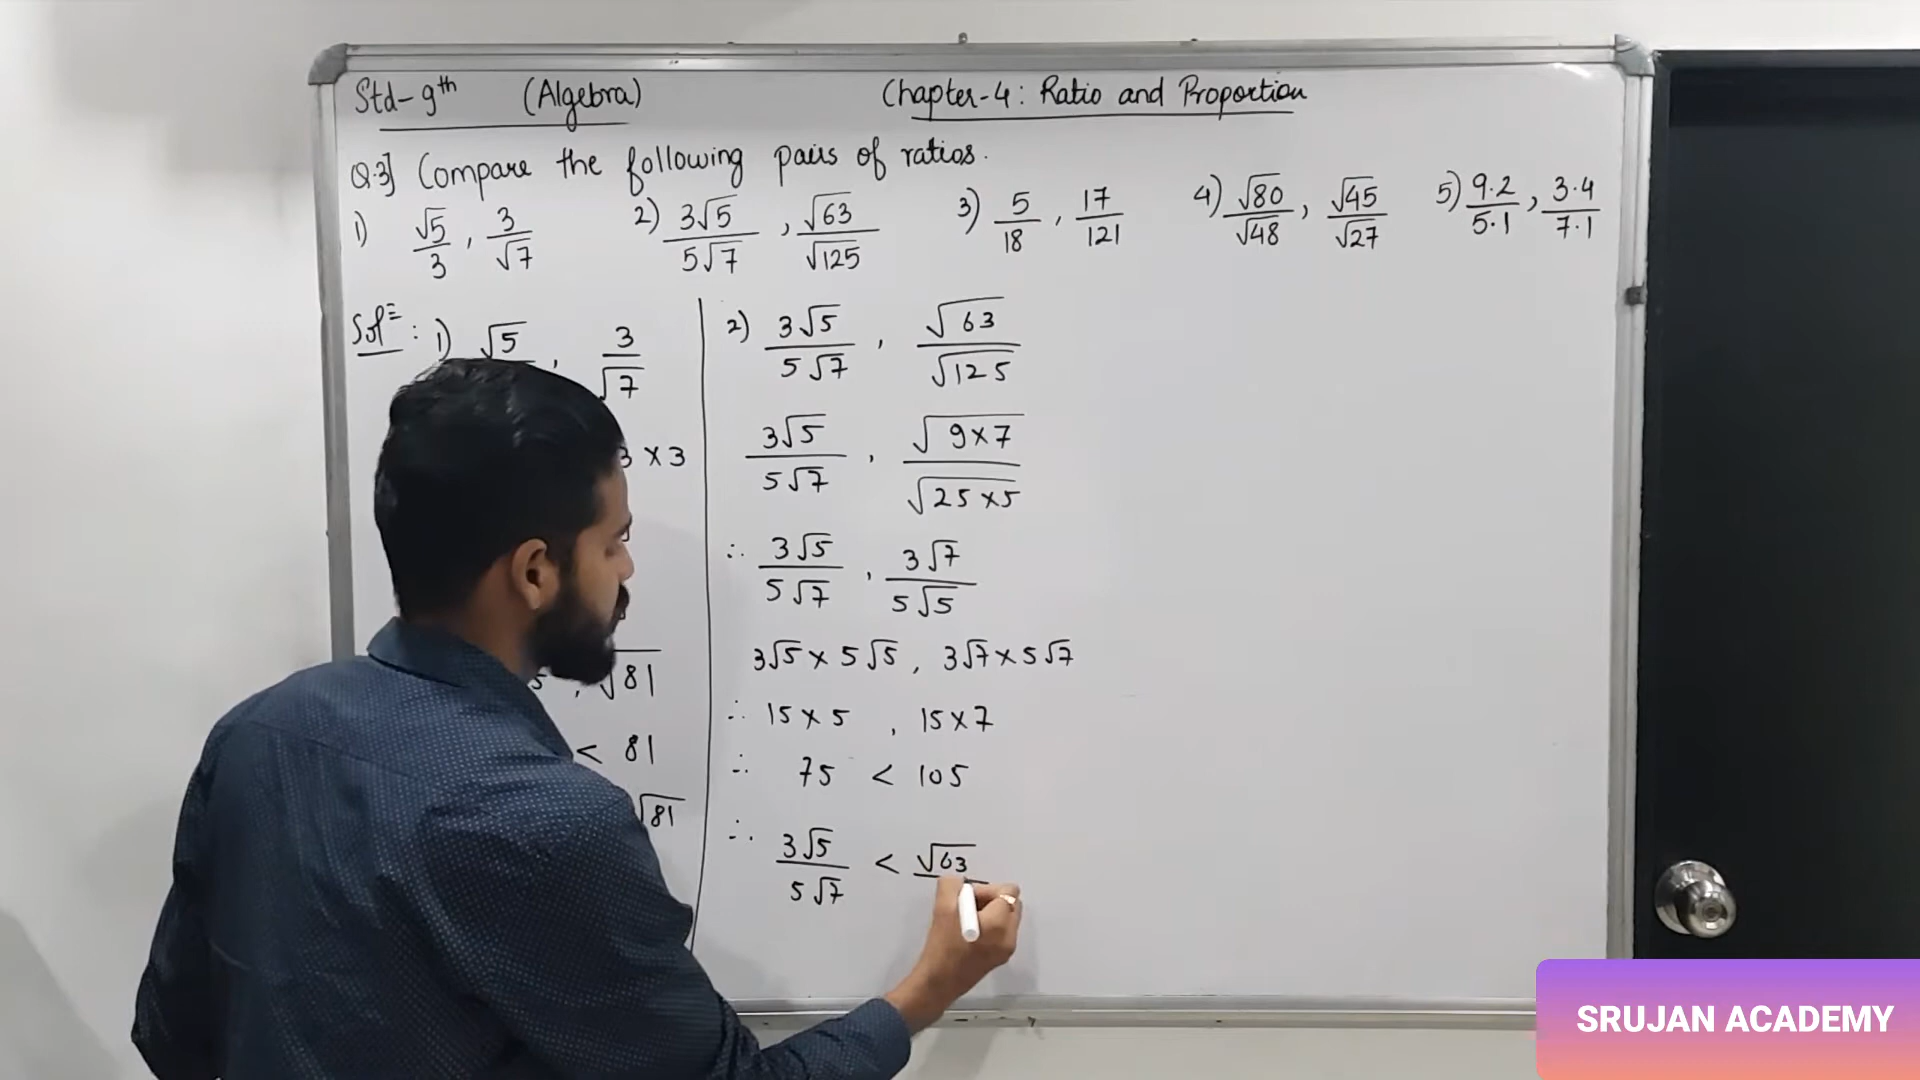 Std-9th (Algebra) Chapter-4: Ratio and Proportion
Q.3] Compare the following pairs of ratios.
1) √5/3 , 3/√7 2) 3√5/5√7 , √63/√125 3) 5/18 , 17/121 4) √80/√48 , √45/√27 5) 9.2/5.1 , 3.4/7.1
Solⁿ : 1) √5 , 3/√7
3 × 3
√81
< 81
√81
2) 3√5/5√7 , √63/√125
3√5/5√7 , √9×7/√25×5
∴ 3√5/5√7 , 3√7/5√5
3√5 × 5√5 , 3√7 × 5√7
∴ 15 × 5 , 15 × 7
∴ 75 < 105
∴ 3√5/5√7 < √63
SRUJAN ACADEMY